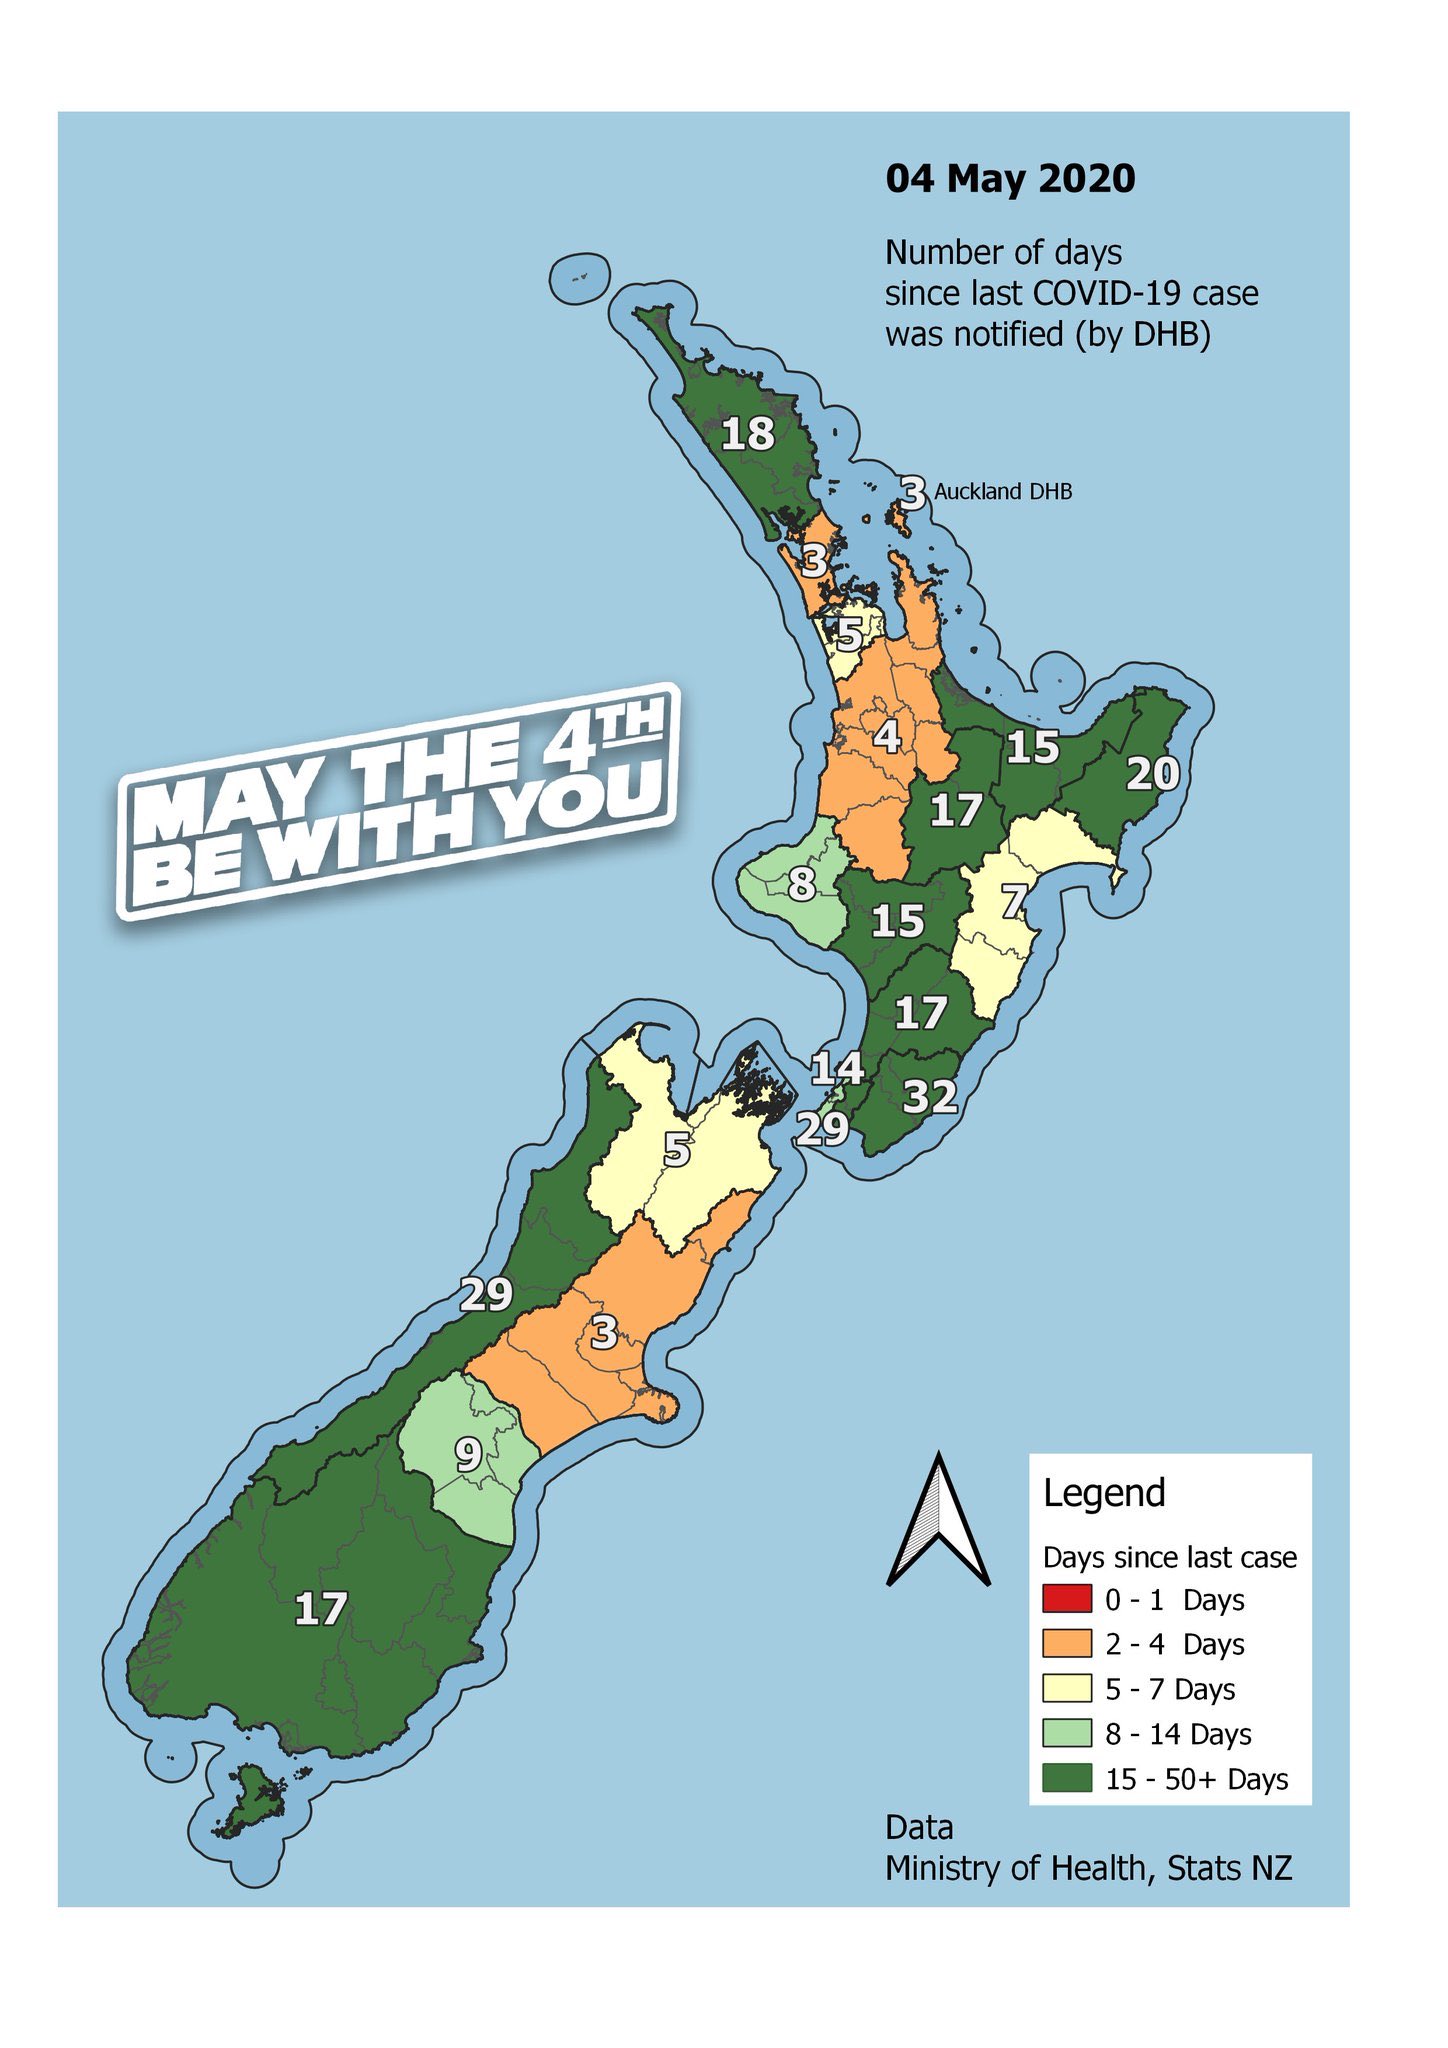 04 May 2020
Number of days
since last COVID-19 case
was notified (by DHB)
18
3 Auckland DHB
3
5
MAY THE 4TH
BE WITH YOU
4
15
20
17
8
7
15
17
14
32
29
5
29
3
9
17
Legend
Days since last case
0 - 1 Days
2 - 4 Days
5 - 7 Days
8 - 14 Days
15 - 50+ Days
Data
Ministry of Health, Stats NZ